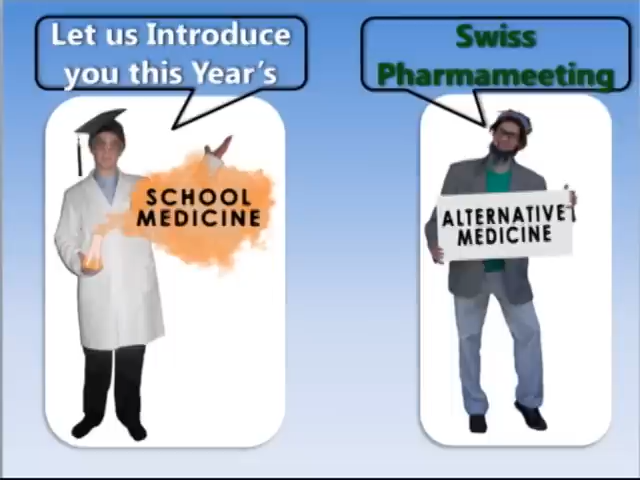 Let us Introduce
you this Year's
Swiss
Pharmameeting
SCHOOL
MEDICINE
ALTERNATIVE
MEDICINE